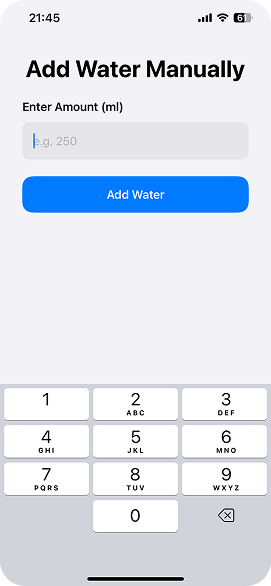 21:45
61
Add Water Manually
Enter Amount (ml)
e.g. 250
Add Water
1
2
ABC
3
DEF
4
GHI
5
JKL
6
MNO
7
PQRS
8
TUV
9
WXYZ
0